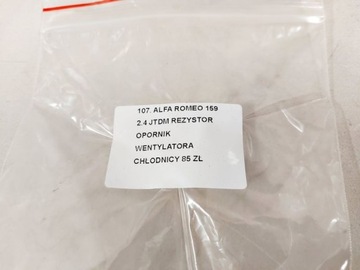 107. ALFA ROMEO 159
2.4 JTDM REZYSTOR
OPORNIK
WENTYLATORA
CHLODNICY 85 ZL